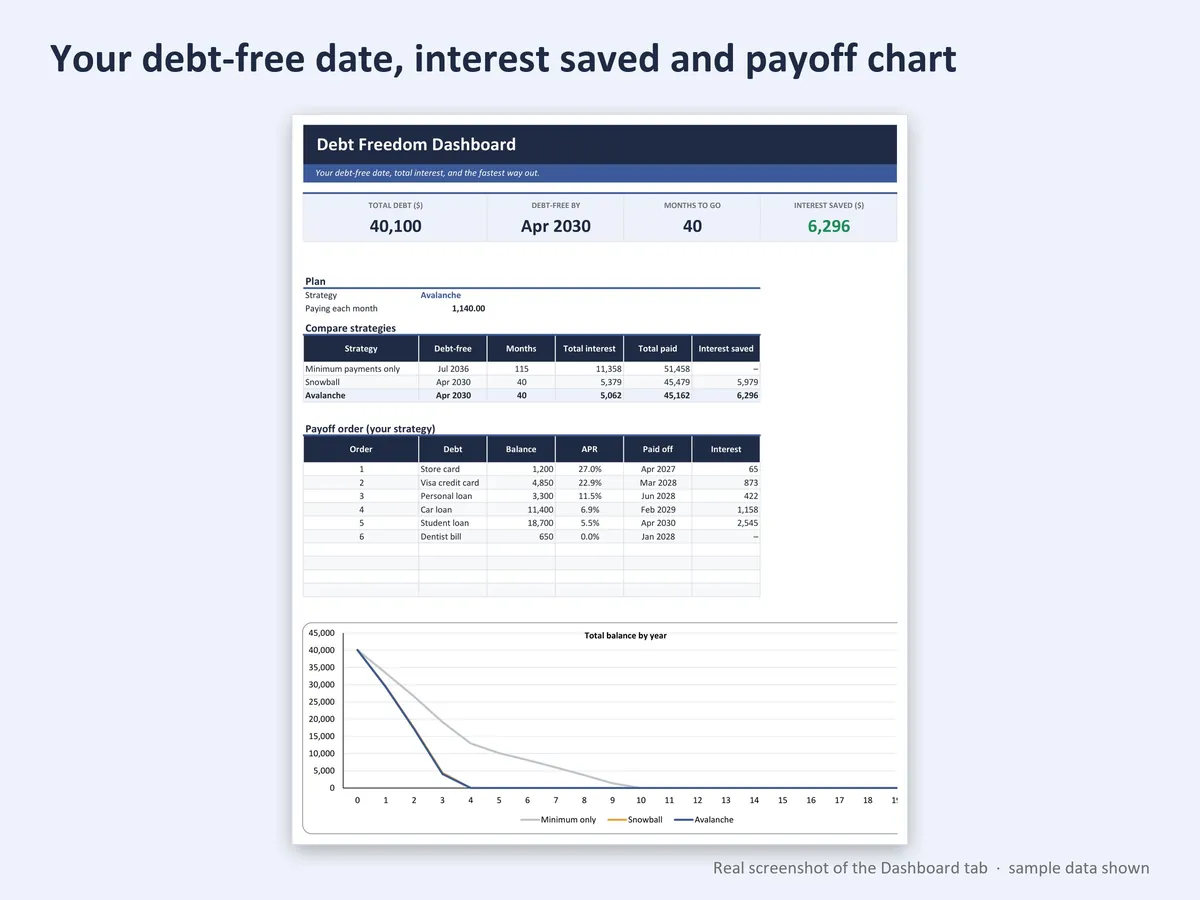 Your debt-free date, interest saved and payoff chart
Debt Freedom Dashboard
Your debt-free date, total interest, and the fastest way out.
TOTAL DEBT ($) DEBT-FREE BY MONTHS TO GO INTEREST SAVED ($)
40,100 Apr 2030 40 6,296
Plan
Strategy Avalanche
Paying each month 1,140.00
Compare strategies
Strategy Debt-free Months Total interest Total paid Interest saved
Minimum payments only Jul 2036 115 11,358 51,458 –
Snowball Apr 2030 40 5,379 45,479 5,979
Avalanche Apr 2030 40 5,062 45,162 6,296
Payoff order (your strategy)
Order Debt Balance APR Paid off Interest
1 Store card 1,200 27.0% Apr 2027 65
2 Visa credit card 4,850 22.9% Mar 2028 873
3 Personal loan 3,300 11.5% Jun 2028 422
4 Car loan 11,400 6.9% Feb 2029 1,158
5 Student loan 18,700 5.5% Apr 2030 2,545
6 Dentist bill 650 0.0% Jan 2028 –
Total balance by year
45,000
40,000
35,000
30,000
25,000
20,000
15,000
10,000
5,000
0
0 1 2 3 4 5 6 7 8 9 10 11 12 13 14 15 16 17 18
Minimum only Snowball Avalanche
Real screenshot of the Dashboard tab · sample data shown